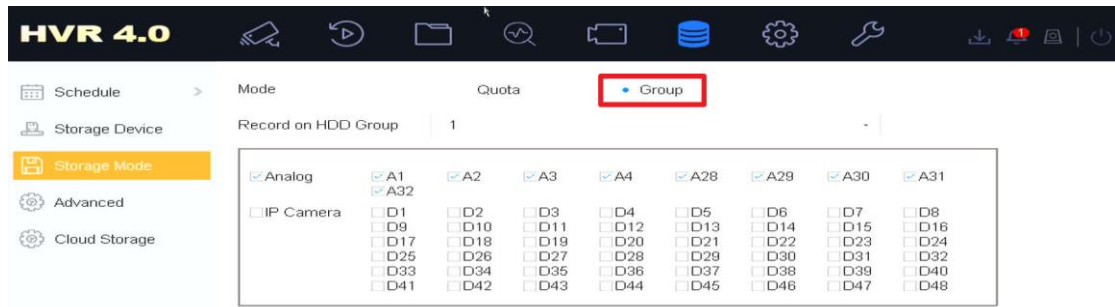 HVR 4.0
1
Schedule >
Storage Device
Storage Mode
Advanced
Cloud Storage
Mode Quota Group
Record on HDD Group 1
Analog A1 A2 A3 A4 A28 A29 A30 A31
A32
IP Camera D1 D2 D3 D4 D5 D6 D7 D8
D9 D10 D11 D12 D13 D14 D15 D16
D17 D18 D19 D20 D21 D22 D23 D24
D25 D26 D27 D28 D29 D30 D31 D32
D33 D34 D35 D36 D37 D38 D39 D40
D41 D42 D43 D44 D45 D46 D47 D48